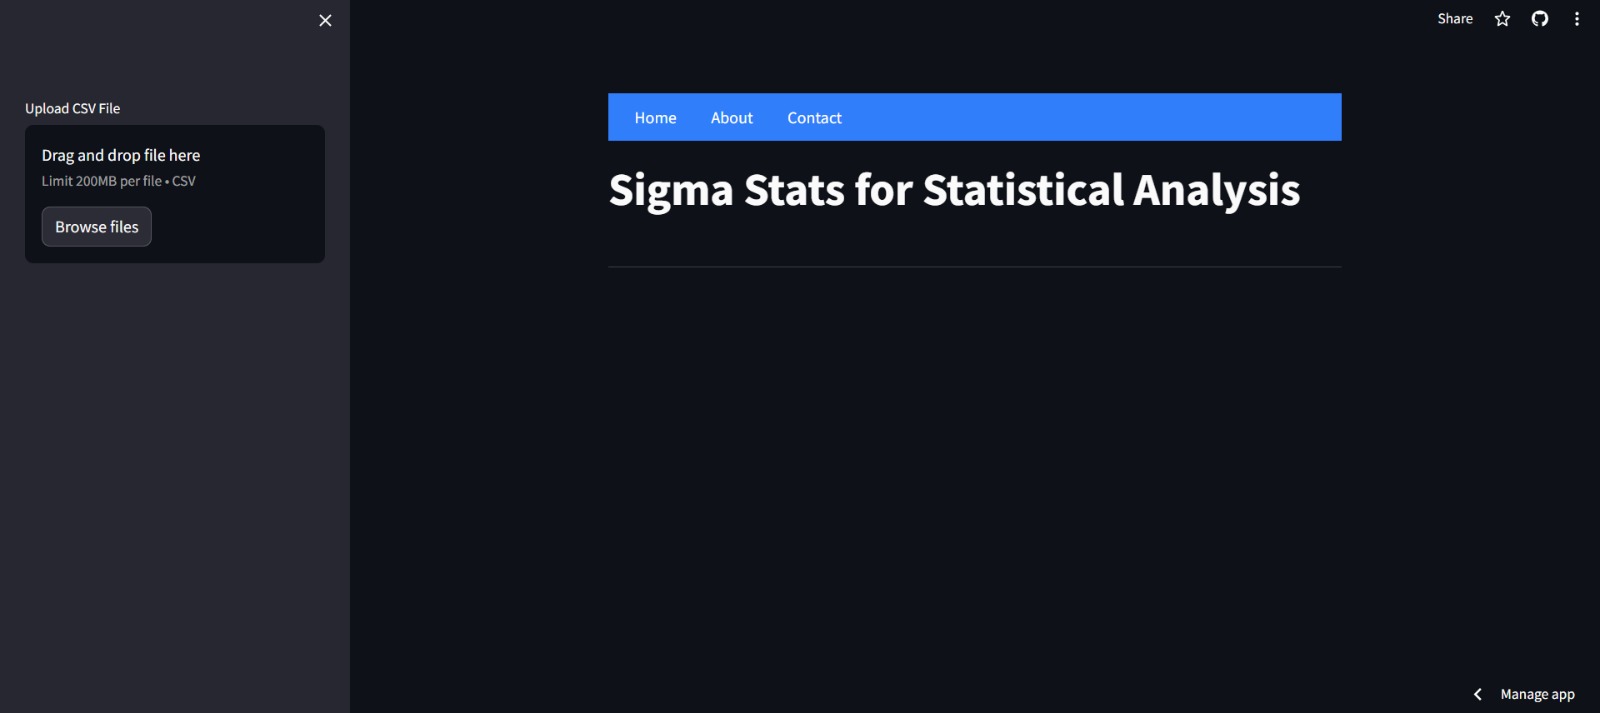 Share
Upload CSV File
Drag and drop file here
Limit 200MB per file • CSV
Browse files
Home About Contact
Sigma Stats for Statistical Analysis
Manage app